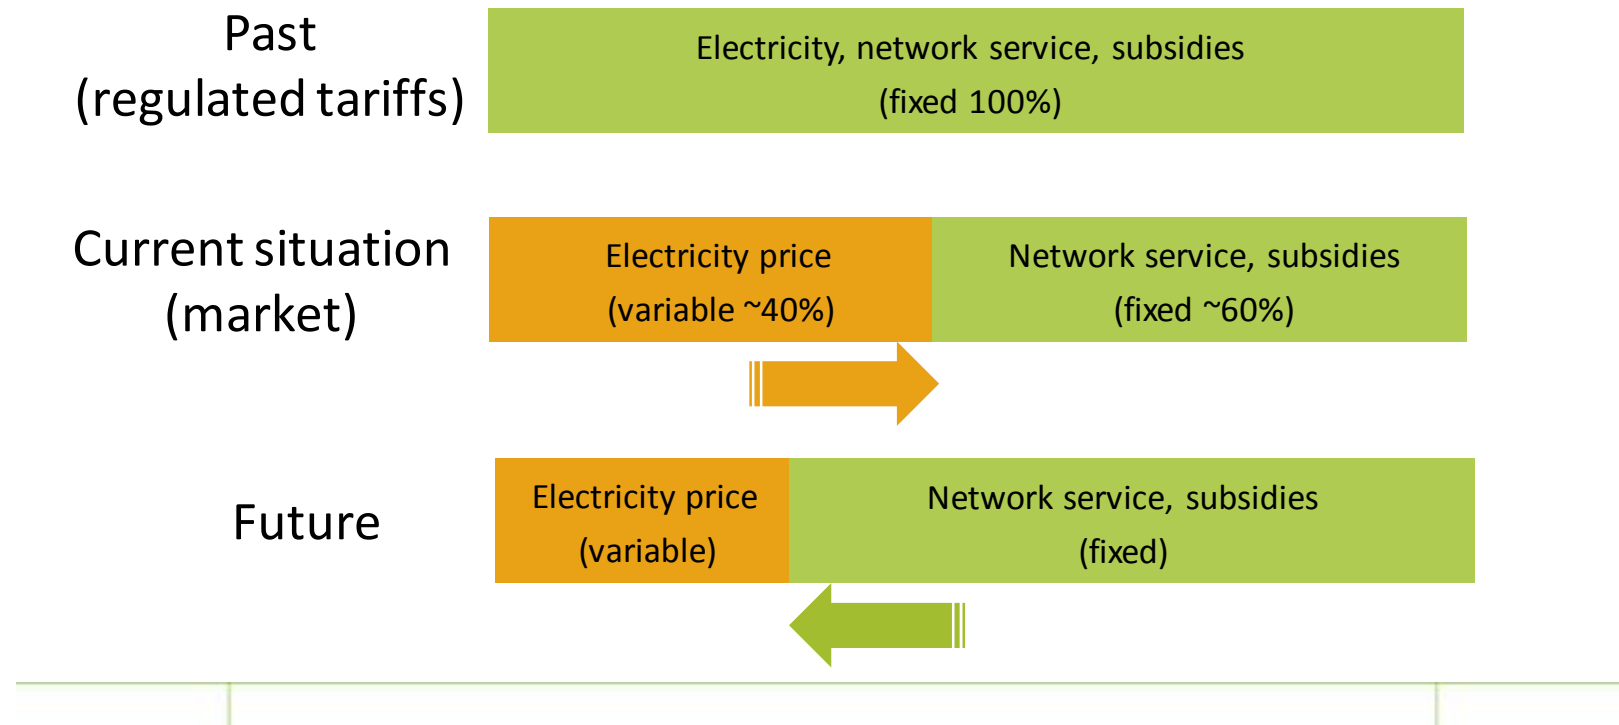 Past
(regulated tariffs)
Electricity, network service, subsidies
(fixed 100%)
Current situation
(market)
Electricity price
(variable ~40%)
Network service, subsidies
(fixed ~60%)
Future
Electricity price
(variable)
Network service, subsidies
(fixed)